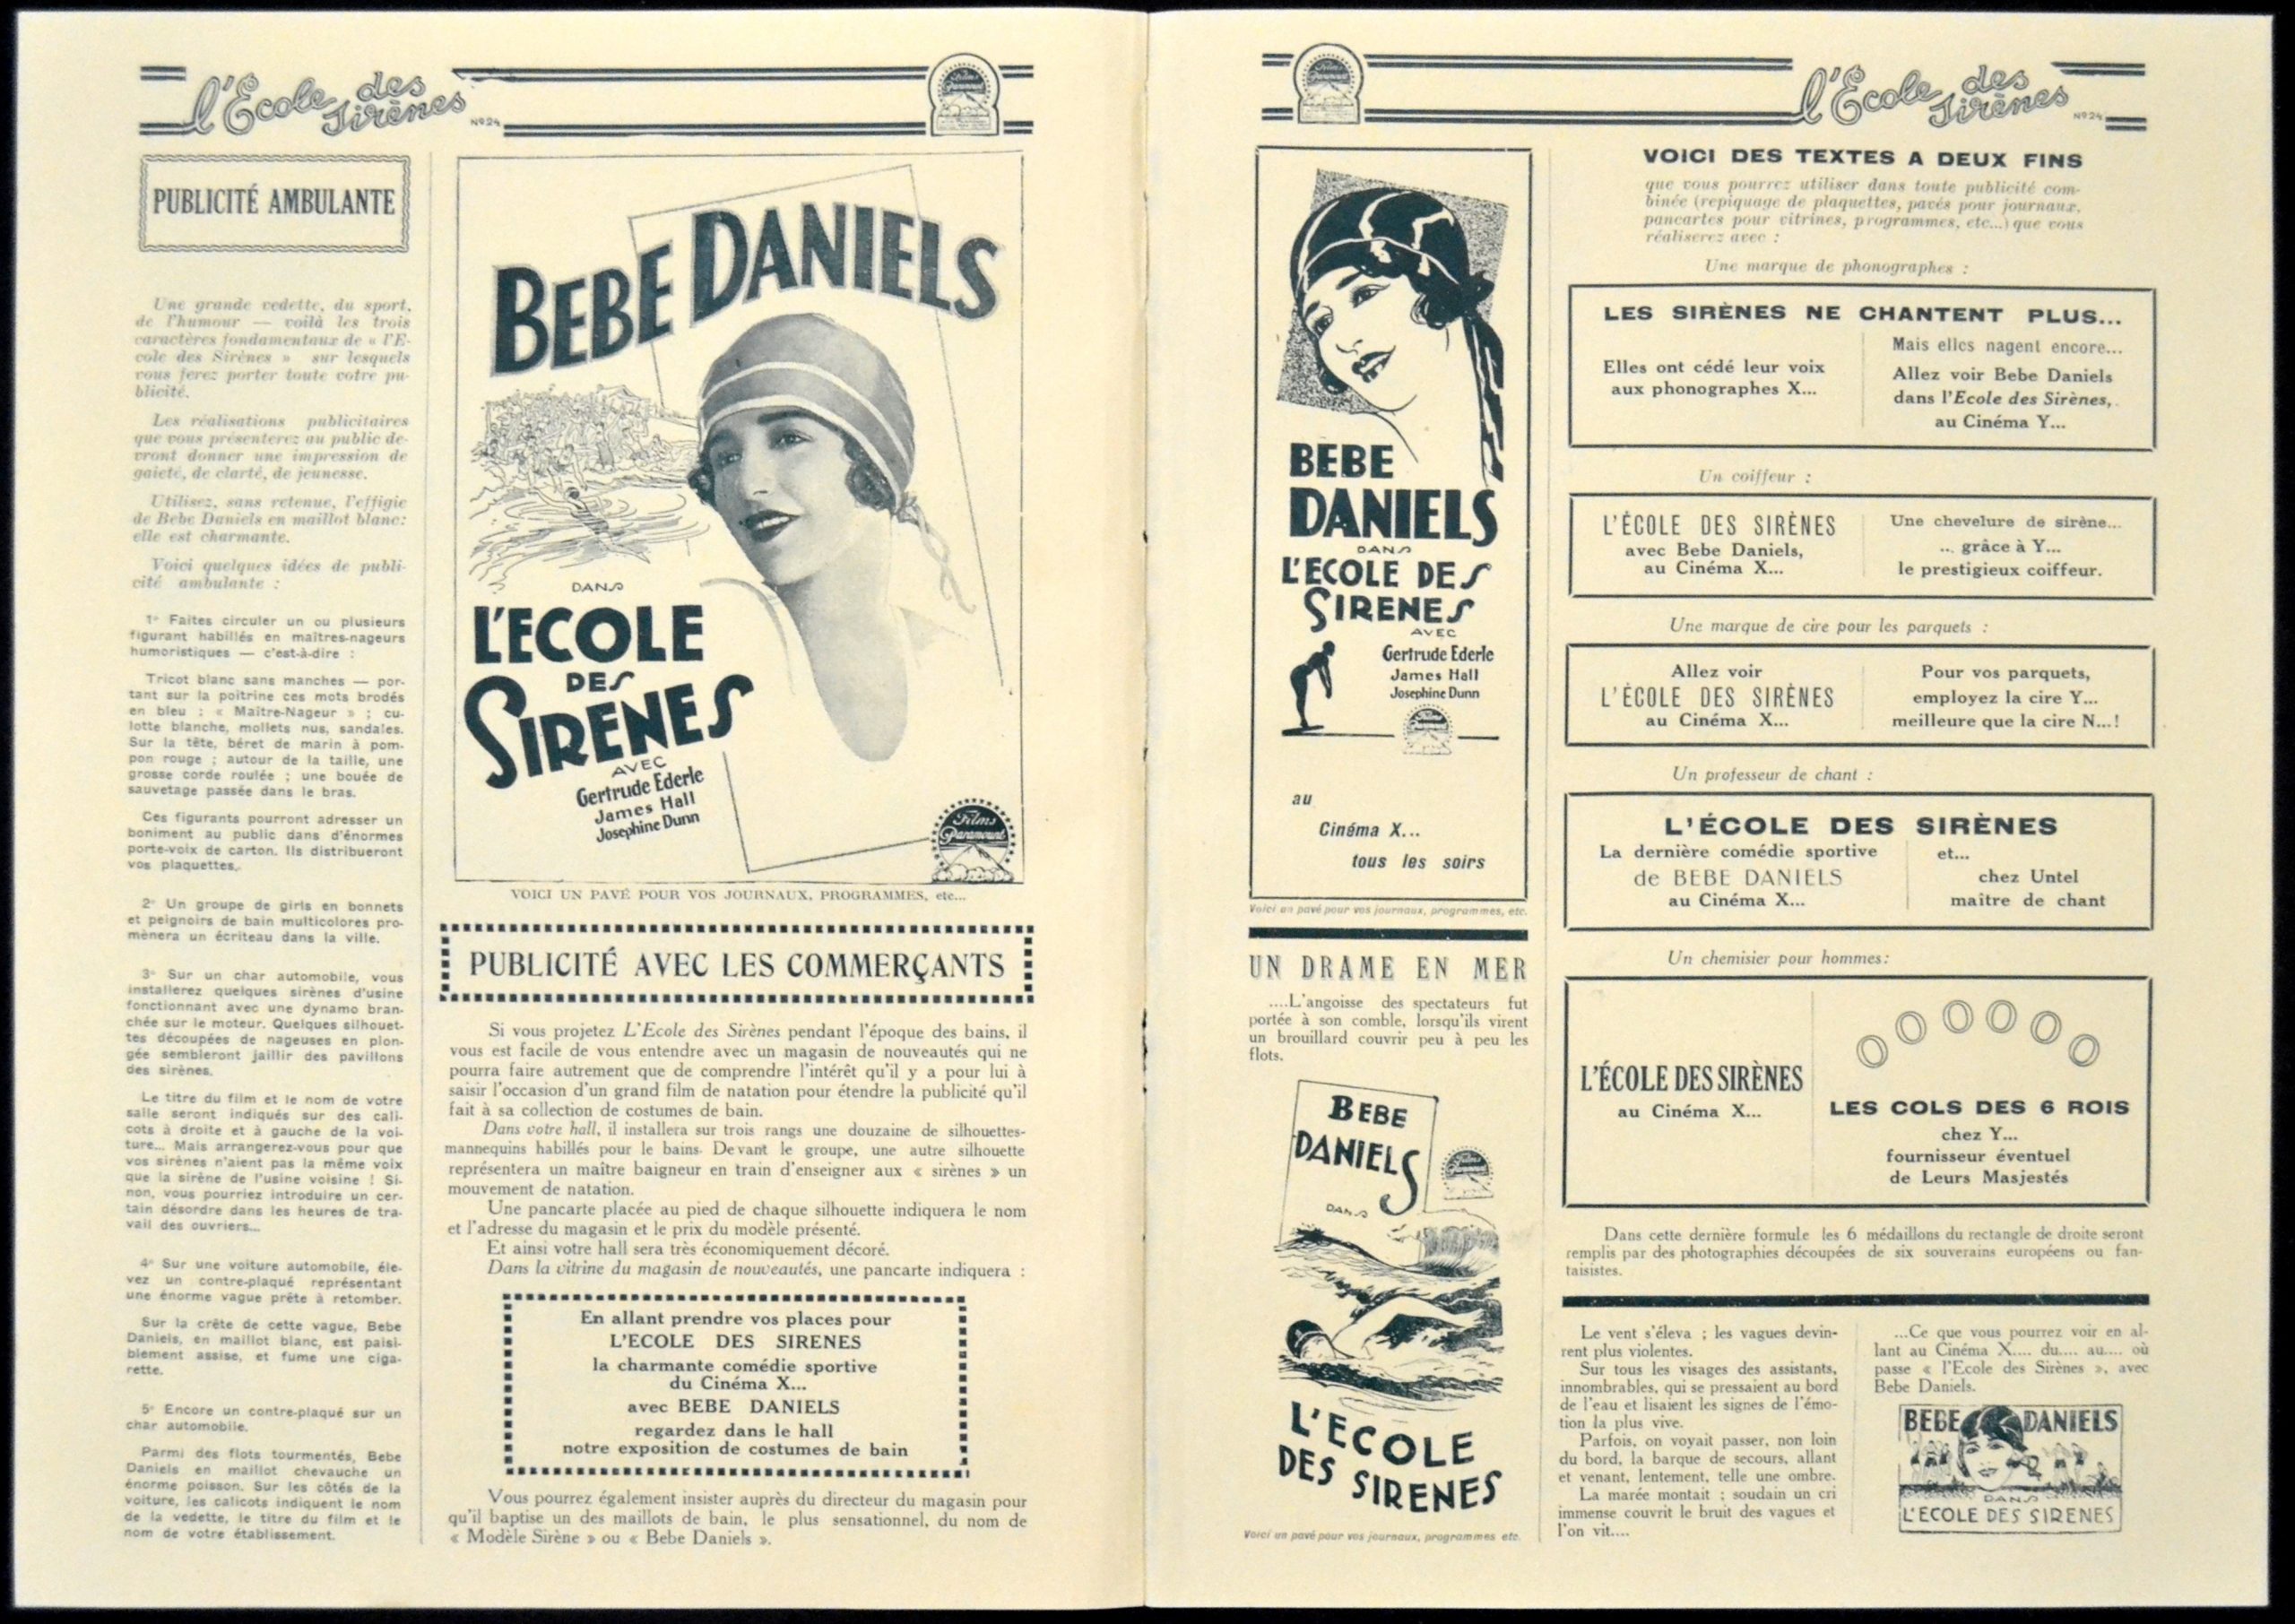 l'Ecole des Sirènes
Nº 24
Films
Paramount
PUBLICITÉ AMBULANTE
Une grande vedette, du sport,
de l'humour — voilà les trois
caractères fondamentaux de « l'E-
cole des Sirènes » sur lesquels
vous ferez porter toute votre pu-
blicité.
Les réalisations publicitaires
que vous présenterez au public de-
vront donner une impression de
gaieté, de clarté, de jeunesse.
Utilisez, sans retenue, l'effigie
de Bebe Daniels en maillot blanc:
elle est charmante.
Voici quelques idées de publi-
cité ambulante :
1° Faites circuler un ou plusieurs
figurant habillés en maîtres-nageurs
humoristiques — c'est-à-dire :
Tricot blanc sans manches — por-
tant sur la poitrine ces mots brodés
en bleu : « Maître-Nageur » ; cu-
lotte blanche, mollets nus, sandales.
Sur la tête, béret de marin à pom-
pon rouge ; autour de la taille, une
grosse corde roulée ; une bouée de
sauvetage passée dans le bras.
Ces figurants pourront adresser un
boniment au public dans d'énormes
porte-voix de carton. Ils distribueront
vos plaquettes.
2° Un groupe de girls en bonnets
et peignoirs de bain multicolores pro-
mènera un écriteau dans la ville.
3° Sur un char automobile, vous
installerez quelques sirènes d'usine
fonctionnant avec une dynamo bran-
chée sur le moteur. Quelques silhouet-
tes découpées de nageuses en plon-
gée sembleront jaillir des pavillons
des sirènes.
Le titre du film et le nom de votre
salle seront indiqués sur des cali-
cots à droite et à gauche de la voi-
ture... Mais arrangerez-vous pour que
vos sirènes n'aient pas la même voix
que la sirène de l'usine voisine ! Si-
non, vous pourriez introduire un cer-
tain désordre dans les heures de tra-
vail des ouvriers...
4° Sur une voiture automobile, éle-
vez un contre-plaqué représentant
une énorme vague prête à retomber.
Sur la crête de cette vague, Bebe
Daniels, en maillot blanc, est paisi-
blement assise, et fume une ciga-
rette.
5° Encore un contre-plaqué sur un
char automobile.
Parmi des flots tourmentés, Bebe
Daniels en maillot chevauche un
énorme poisson. Sur les côtés de la
voiture, les calicots indiquent le nom
de la vedette, le titre du film et le
nom de votre établissement.
BEBE DANIELS
DANS
L'ECOLE
DES
SIRENES
AVEC
Gertrude Ederle
James Hall
Josephine Dunn
Films
Paramount
VOICI UN PAVÉ POUR VOS JOURNAUX, PROGRAMMES, etc...
PUBLICITÉ AVEC LES COMMERÇANTS
Si vous projetez L'Ecole des Sirènes pendant l'époque des bains, il
vous est facile de vous entendre avec un magasin de nouveautés qui ne
pourra faire autrement que de comprendre l'intérêt qu'il y a pour lui à
saisir l'occasion d'un grand film de natation pour étendre la publicité qu'il
fait à sa collection de costumes de bain.
Dans votre hall, il installera sur trois rangs une douzaine de silhouettes-
mannequins habillés pour le bains. Devant le groupe, une autre silhouette
représentera un maître baigneur en train d'enseigner aux « sirènes » un
mouvement de natation.
Une pancarte placée au pied de chaque silhouette indiquera le nom
et l'adresse du magasin et le prix du modèle présenté.
Et ainsi votre hall sera très économiquement décoré.
Dans la vitrine du magasin de nouveautés, une pancarte indiquera :
En allant prendre vos places pour
L'ECOLE DES SIRENES
la charmante comédie sportive
du Cinéma X...
avec BEBE DANIELS
regardez dans le hall
notre exposition de costumes de bain
Vous pourrez également insister auprès du directeur du magasin pour
qu'il baptise un des maillots de bain, le plus sensationnel, du nom de
« Modèle Sirène » ou « Bebe Daniels ».
Films
Paramount
l'Ecole des Sirènes
Nº 24
BEBE
DANIELS
DANS
L'ECOLE DES
SIRENES
AVEC
Gertrude Ederle
James Hall
Josephine Dunn
au
Cinéma X...
tous les soirs
Voici un pavé pour vos journaux, programmes, etc.
UN DRAME EN MER
....L'angoisse des spectateurs fut
portée à son comble, lorsqu'ils virent
un brouillard couvrir peu à peu les
flots.
BEBE
DANIELS
DANS
L'ECOLE
DES SIRENES
Voici un pavé pour vos journaux, programmes etc.
VOICI DES TEXTES A DEUX FINS
que vous pourrez utiliser dans toute publicité com-
binée (repiquage de plaquettes, pavés pour journaux,
pancartes pour vitrines, programmes, etc...) que vous
réaliserez avec :
Une marque de phonographes :
LES SIRÈNES NE CHANTENT PLUS...
Elles ont cédé leur voix
aux phonographes X...
Mais elles nagent encore...
Allez voir Bebe Daniels
dans l'Ecole des Sirènes,
au Cinéma Y...
Un coiffeur :
L'ÉCOLE DES SIRÈNES
avec Bebe Daniels,
au Cinéma X...
Une chevelure de sirène...
... grâce à Y...
le prestigieux coiffeur.
Une marque de cire pour les parquets :
Allez voir
L'ÉCOLE DES SIRÈNES
au Cinéma X...
Pour vos parquets,
employez la cire Y...
meilleure que la cire N...!
Un professeur de chant :
L'ÉCOLE DES SIRÈNES
La dernière comédie sportive
de BEBE DANIELS
au Cinéma X...
et...
chez Untel
maître de chant
Un chemisier pour hommes:
L'ÉCOLE DES SIRÈNES
au Cinéma X...
LES COLS DES 6 ROIS
chez Y...
fournisseur éventuel
de Leurs Masjestés
Dans cette dernière formule les 6 médaillons du rectangle de droite seront
remplis par des photographies découpées de six souverains européens ou fan-
taisistes.
Le vent s'éleva ; les vagues devin-
rent plus violentes.
Sur tous les visages des assistants,
innombrables, qui se pressaient au bord
de l'eau et lisaient les signes de l'émo-
tion la plus vive.
Parfois, on voyait passer, non loin
du bord, la barque de secours, allant
et venant, lentement, telle une ombre.
La marée montait ; soudain un cri
immense couvrit le bruit des vagues et
l'on vit....
...Ce que vous pourrez voir en al-
lant au Cinéma X.... du.... au.... où
passe « l'Ecole des Sirènes », avec
Bebe Daniels.
BEBE DANIELS
DANS
L'ECOLE DES SIRENES